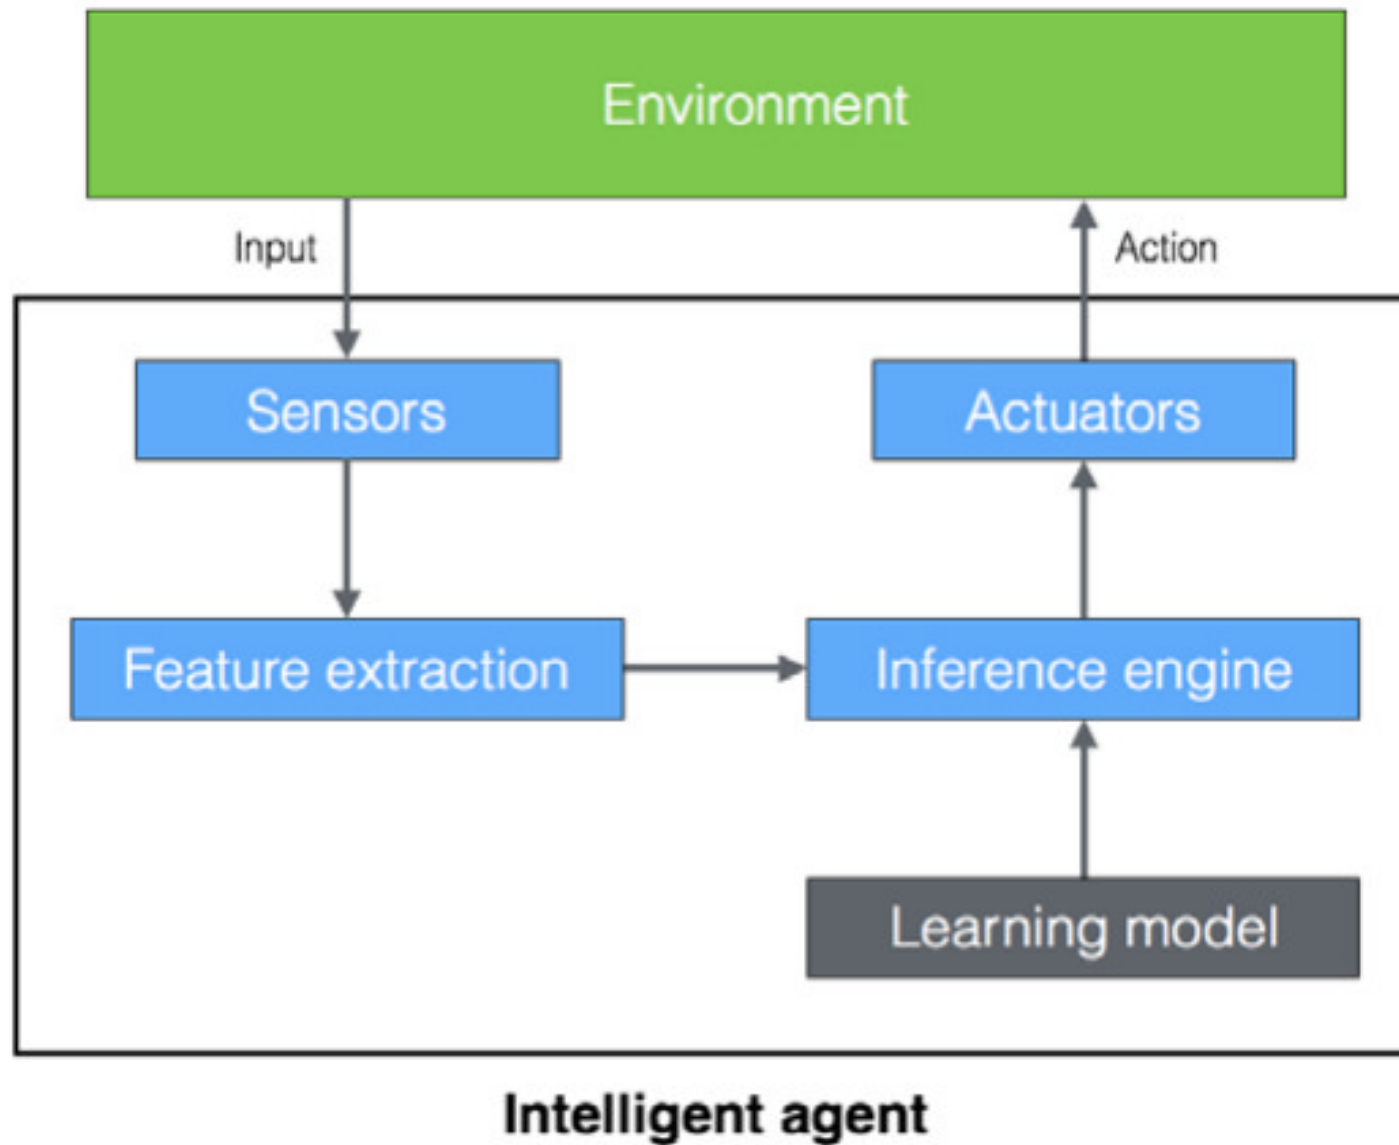 Environment
Input
Action
Sensors
Actuators
Feature extraction
Inference engine
Learning model
Intelligent agent